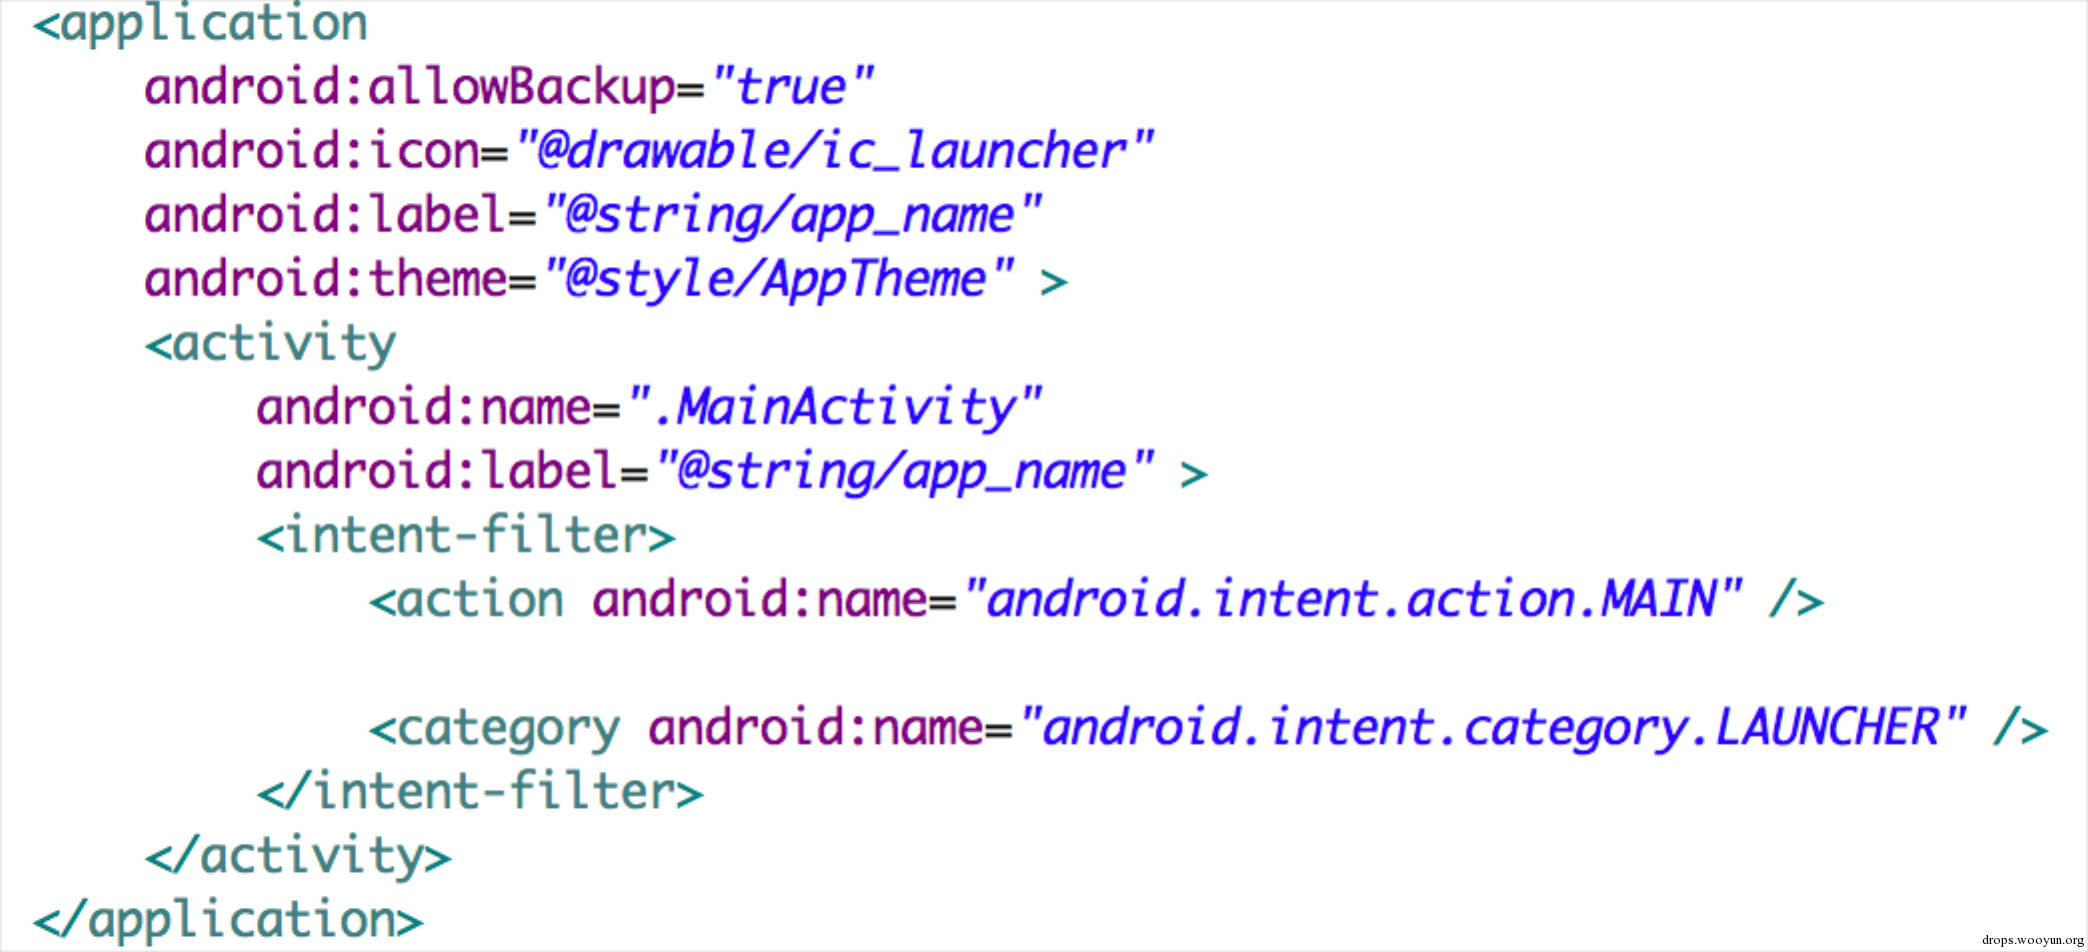 <application
android:allowBackup="true"
android:icon="@drawable/ic_launcher"
android:label="@string/app_name"
android:theme="@style/AppTheme" >
<activity
android:name=".MainActivity"
android:label="@string/app_name" >
<intent-filter>
<action android:name="android.intent.action.MAIN" />
<category android:name="android.intent.category.LAUNCHER" />
</intent-filter>
</activity>
</application>
drops.wooyun.org